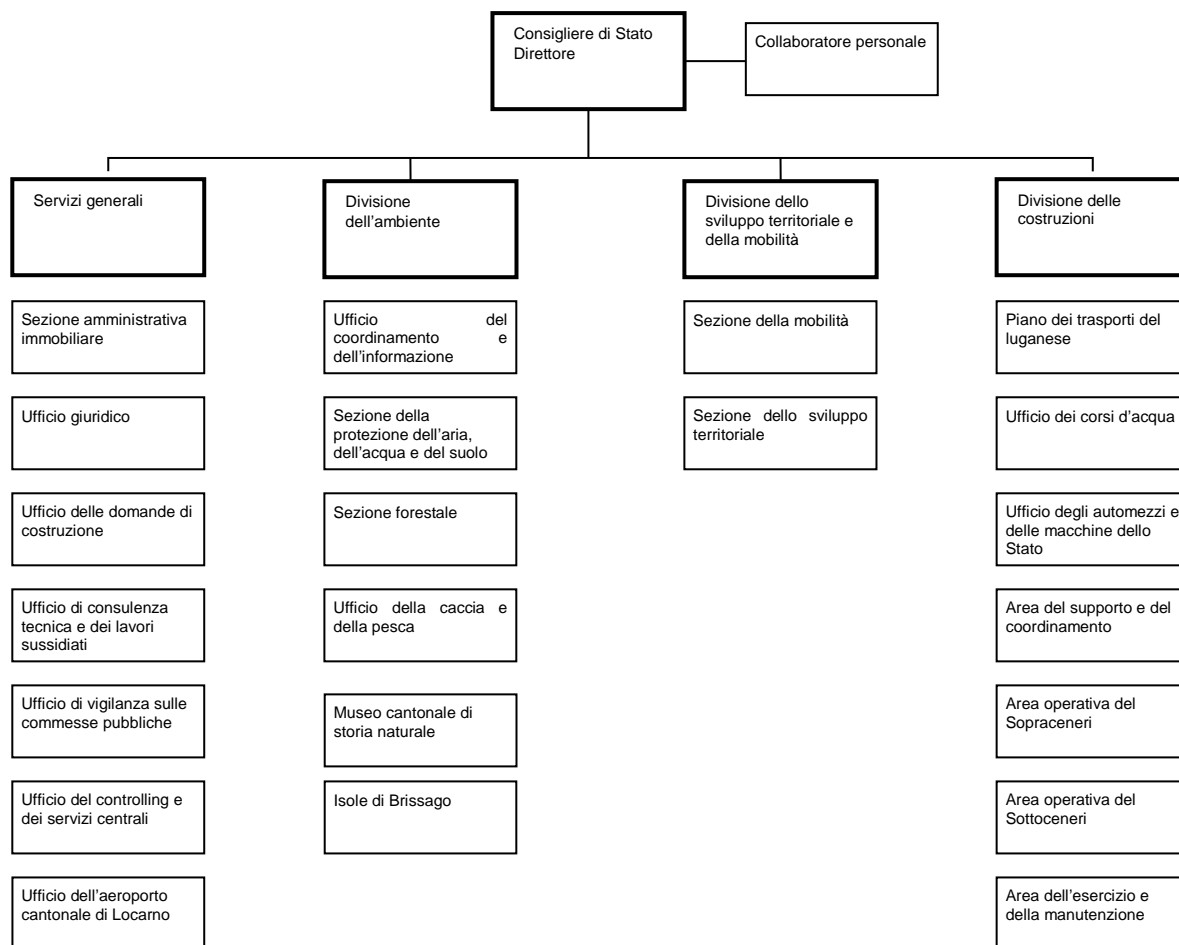 Consigliere di Stato
Direttore
Collaboratore personale
Servizi generali
Divisione
dell'ambiente
Divisione dello
sviluppo territoriale e
della mobilità
Divisione delle
costruzioni
Sezione amministrativa
immobiliare
Ufficio del
coordinamento e
dell'informazione
Sezione della mobilità
Piano dei trasporti del
luganese
Ufficio giuridico
Sezione della
protezione dell'aria,
dell'acqua e del suolo
Sezione dello sviluppo
territoriale
Ufficio dei corsi d'acqua
Ufficio delle domande di
costruzione
Sezione forestale
Ufficio degli automezzi e
delle macchine dello
Stato
Ufficio di consulenza
tecnica e dei lavori
sussidiati
Ufficio della caccia e
della pesca
Area del supporto e del
coordinamento
Ufficio di vigilanza sulle
commesse pubbliche
Museo cantonale di
storia naturale
Area operativa del
Sopraceneri
Ufficio del controlling e
dei servizi centrali
Isole di Brissago
Area operativa del
Sottoceneri
Ufficio dell'aeroporto
cantonale di Locarno
Area dell'esercizio e
della manutenzione